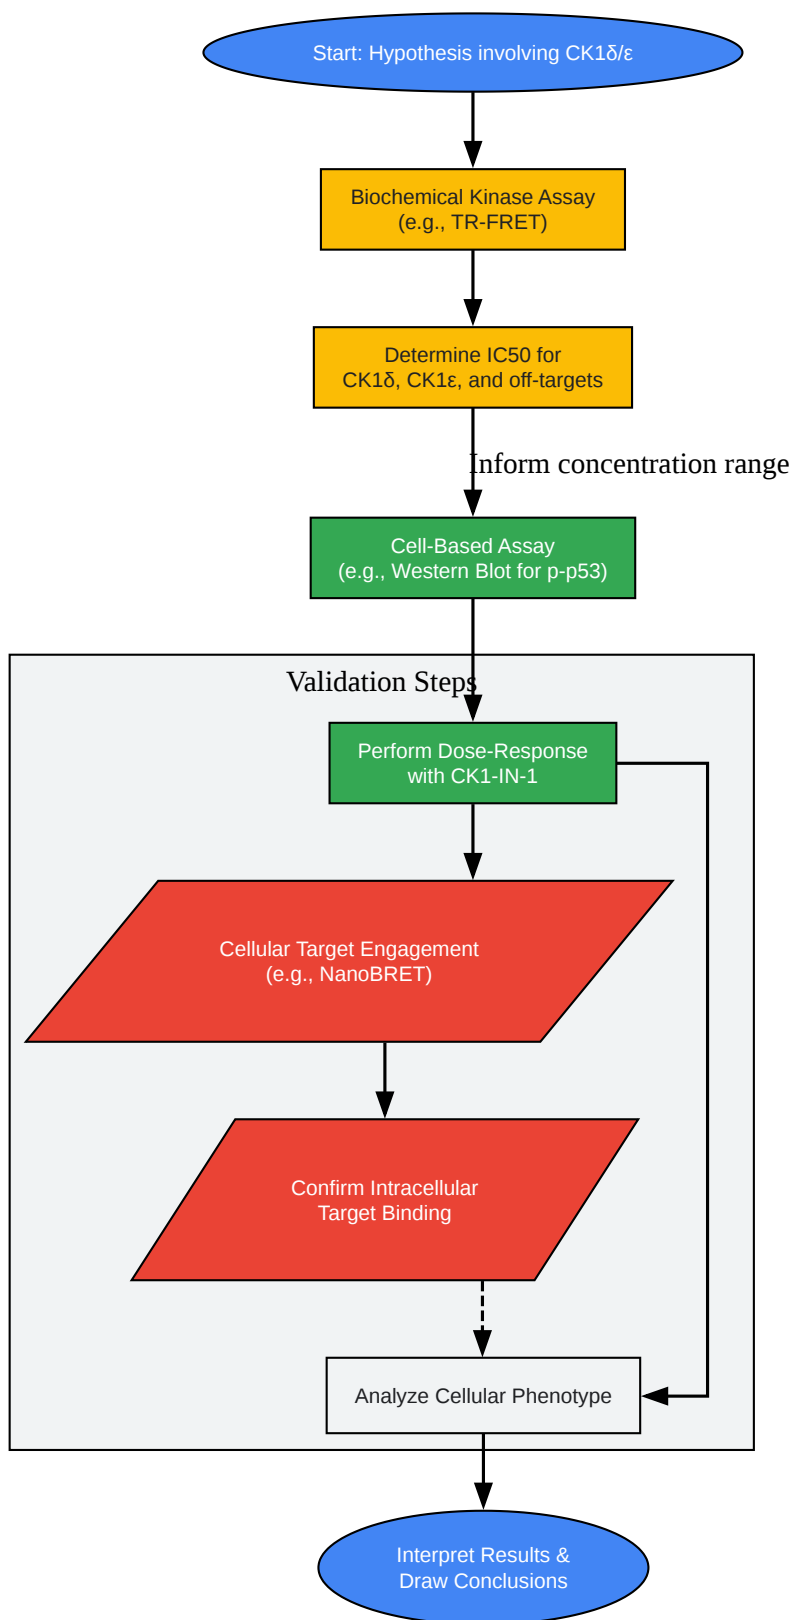 Start: Hypothesis involving CK1δ/ε
Biochemical Kinase Assay
(e.g., TR-FRET)
Determine IC50 for
CK1δ, CK1ε, and off-targets
Inform concentration range
Cell-Based Assay
(e.g., Western Blot for p-p53)
Validation Steps
Perform Dose-Response
with CK1-IN-1
Cellular Target Engagement
(e.g., NanoBRET)
Confirm Intracellular
Target Binding
Analyze Cellular Phenotype
Interpret Results &
Draw Conclusions